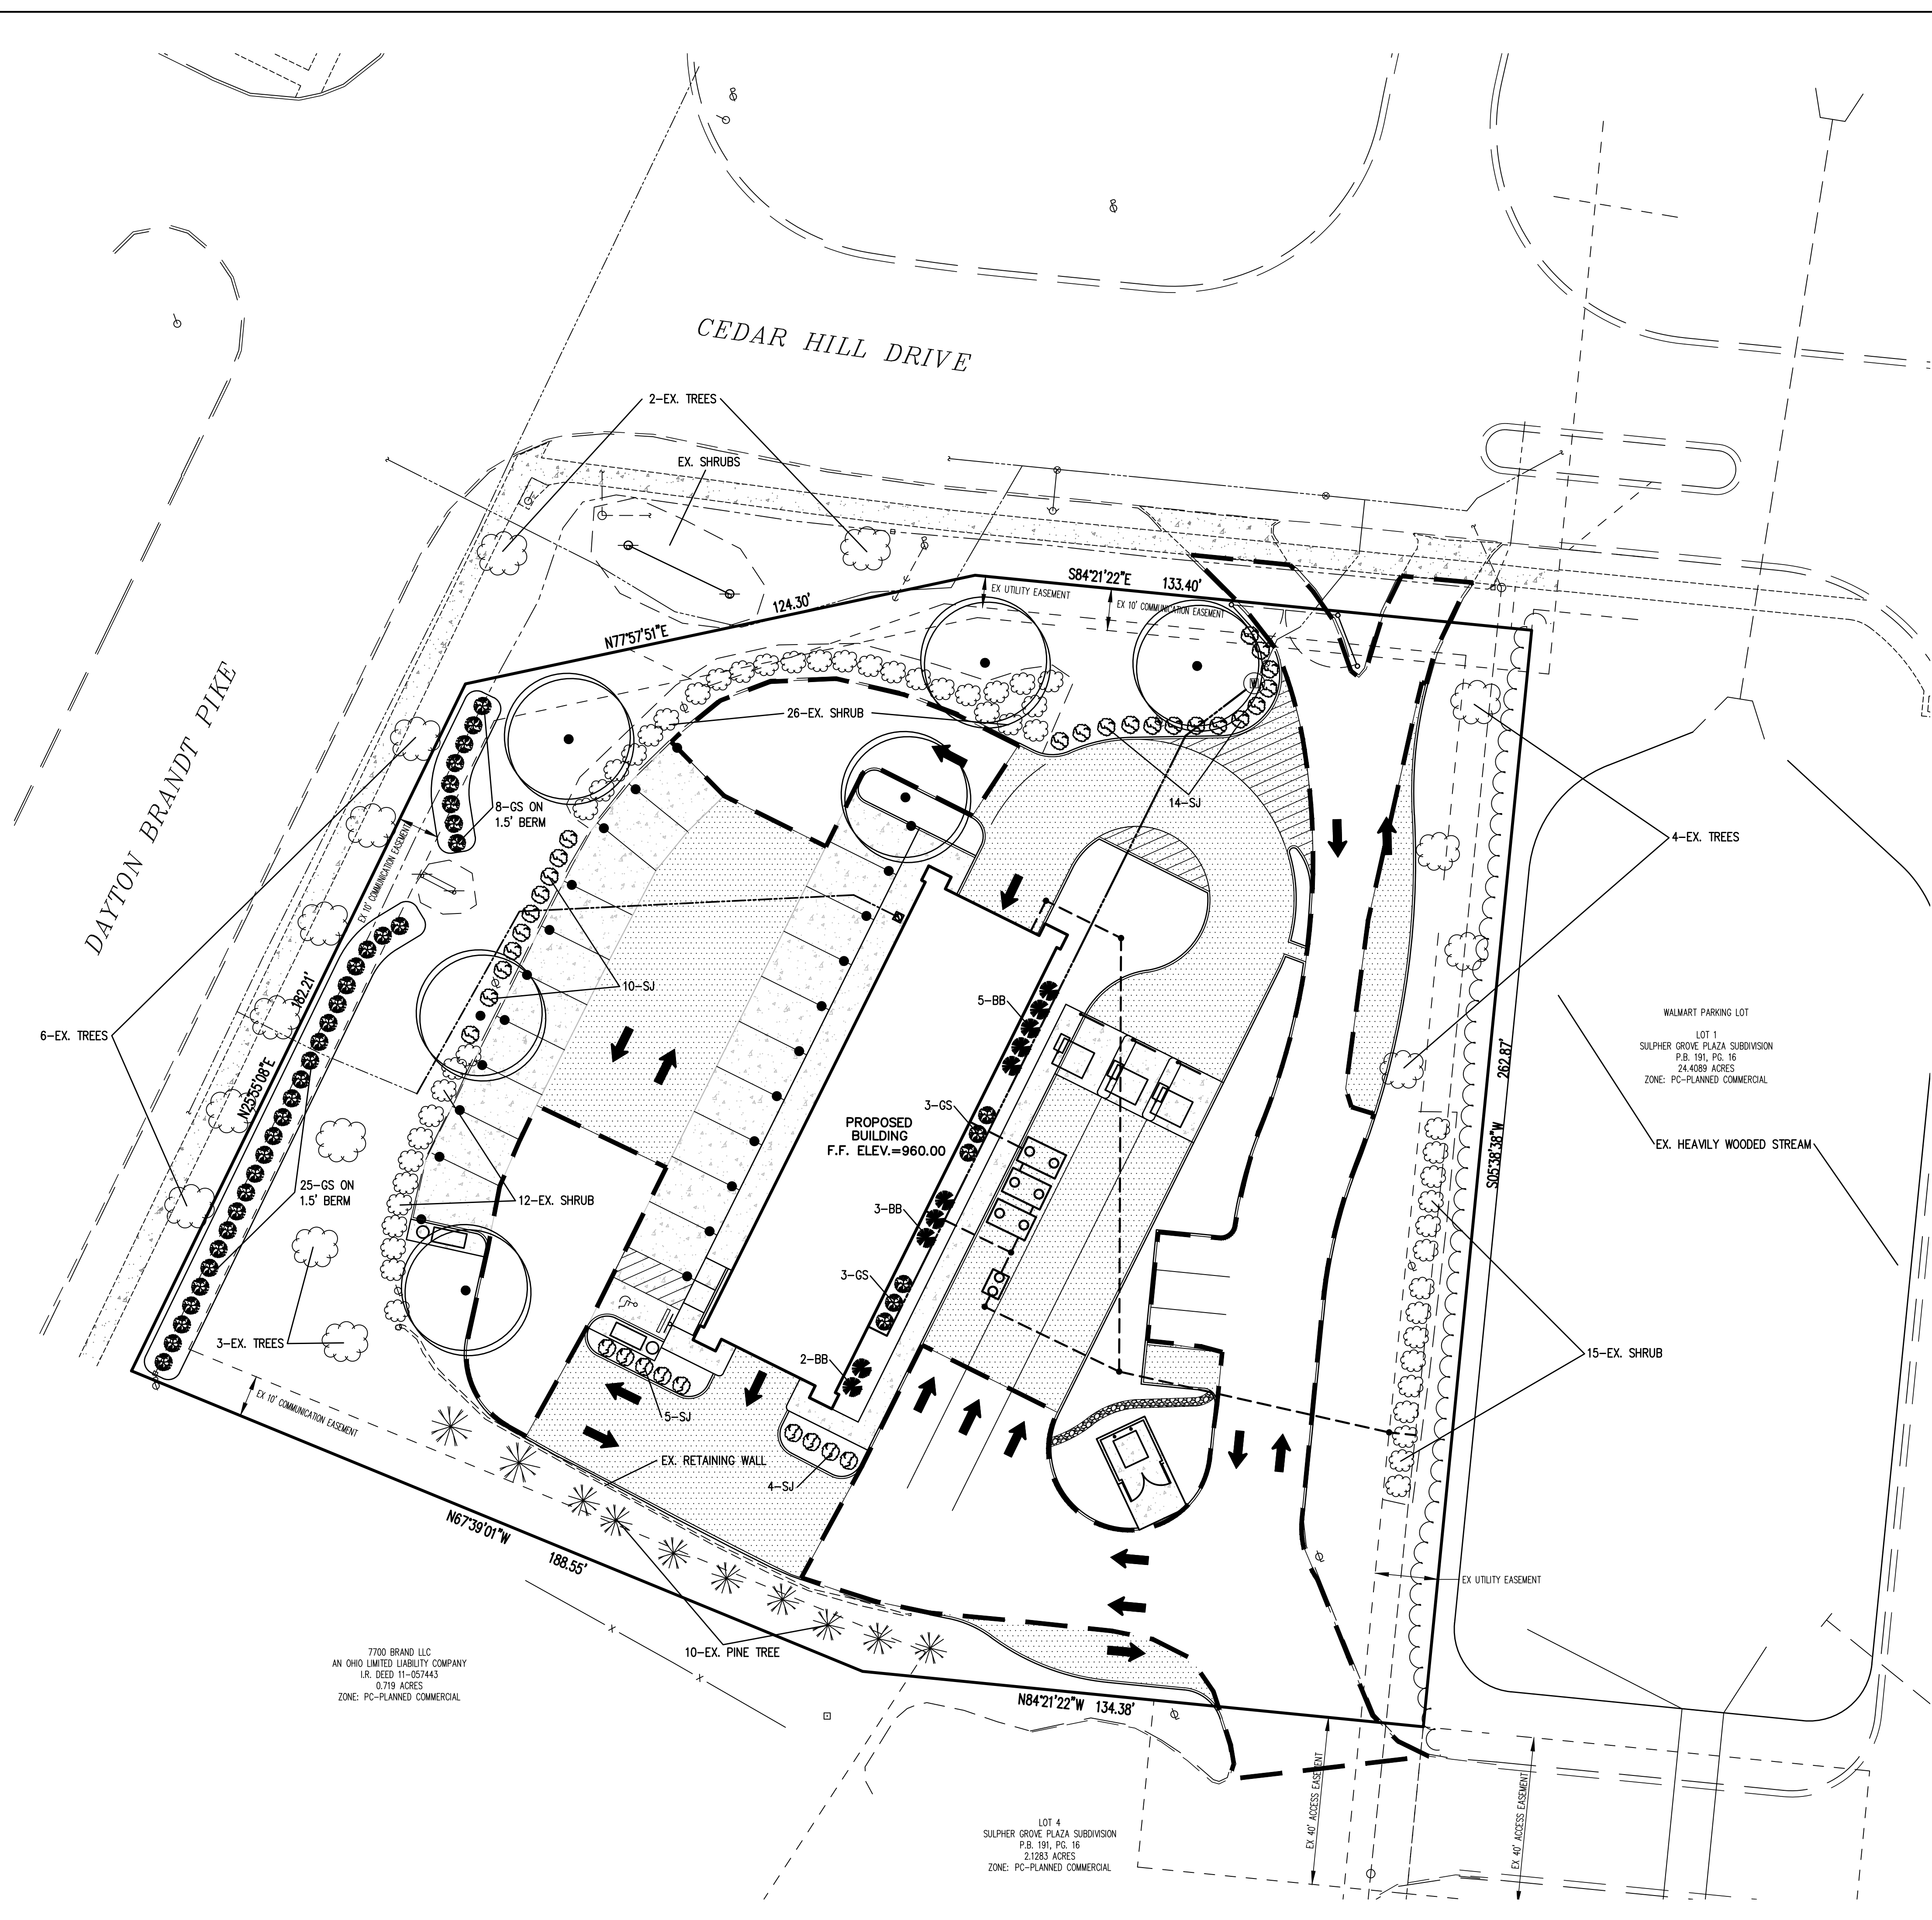 CEDAR HILL DRIVE
2-EX. TREES
EX. SHRUBS
S84°21'22"E 133.40'
EX UTILITY EASEMENT
EX 10' COMMUNICATION EASEMENT
124.30'
N77°57'51"E
DAYTON BRANDT PIKE
26-EX. SHRUB
8-GS ON
1.5' BERM
14-SJ
4-EX. TREES
EX 10' COMMUNICATION EASEMENT
182.21'
N25°55'08"E
10-SJ
6-EX. TREES
5-BB
WALMART PARKING LOT
LOT 1
SULPHER GROVE PLAZA SUBDIVISION
P.B. 191, PG. 16
24.4089 ACRES
ZONE: PC-PLANNED COMMERCIAL
262.87'
S05°38'38"W
3-GS
PROPOSED
BUILDING
F.F. ELEV.=960.00
EX. HEAVILY WOODED STREAM
25-GS ON
1.5' BERM
12-EX. SHRUB
3-BB
3-GS
3-EX. TREES
2-BB
15-EX. SHRUB
EX 10' COMMUNICATION EASEMENT
5-SJ
EX. RETAINING WALL
4-SJ
N67°39'01"W
188.55'
EX UTILITY EASEMENT
10-EX. PINE TREE
7700 BRAND LLC
AN OHIO LIMITED LIABILITY COMPANY
I.R. DEED 11-057443
0.719 ACRES
ZONE: PC-PLANNED COMMERCIAL
N84°21'22"W 134.38'
EX 40' ACCESS EASEMENT
EX 40' ACCESS EASEMENT
LOT 4
SULPHER GROVE PLAZA SUBDIVISION
P.B. 191, PG. 16
2.1283 ACRES
ZONE: PC-PLANNED COMMERCIAL